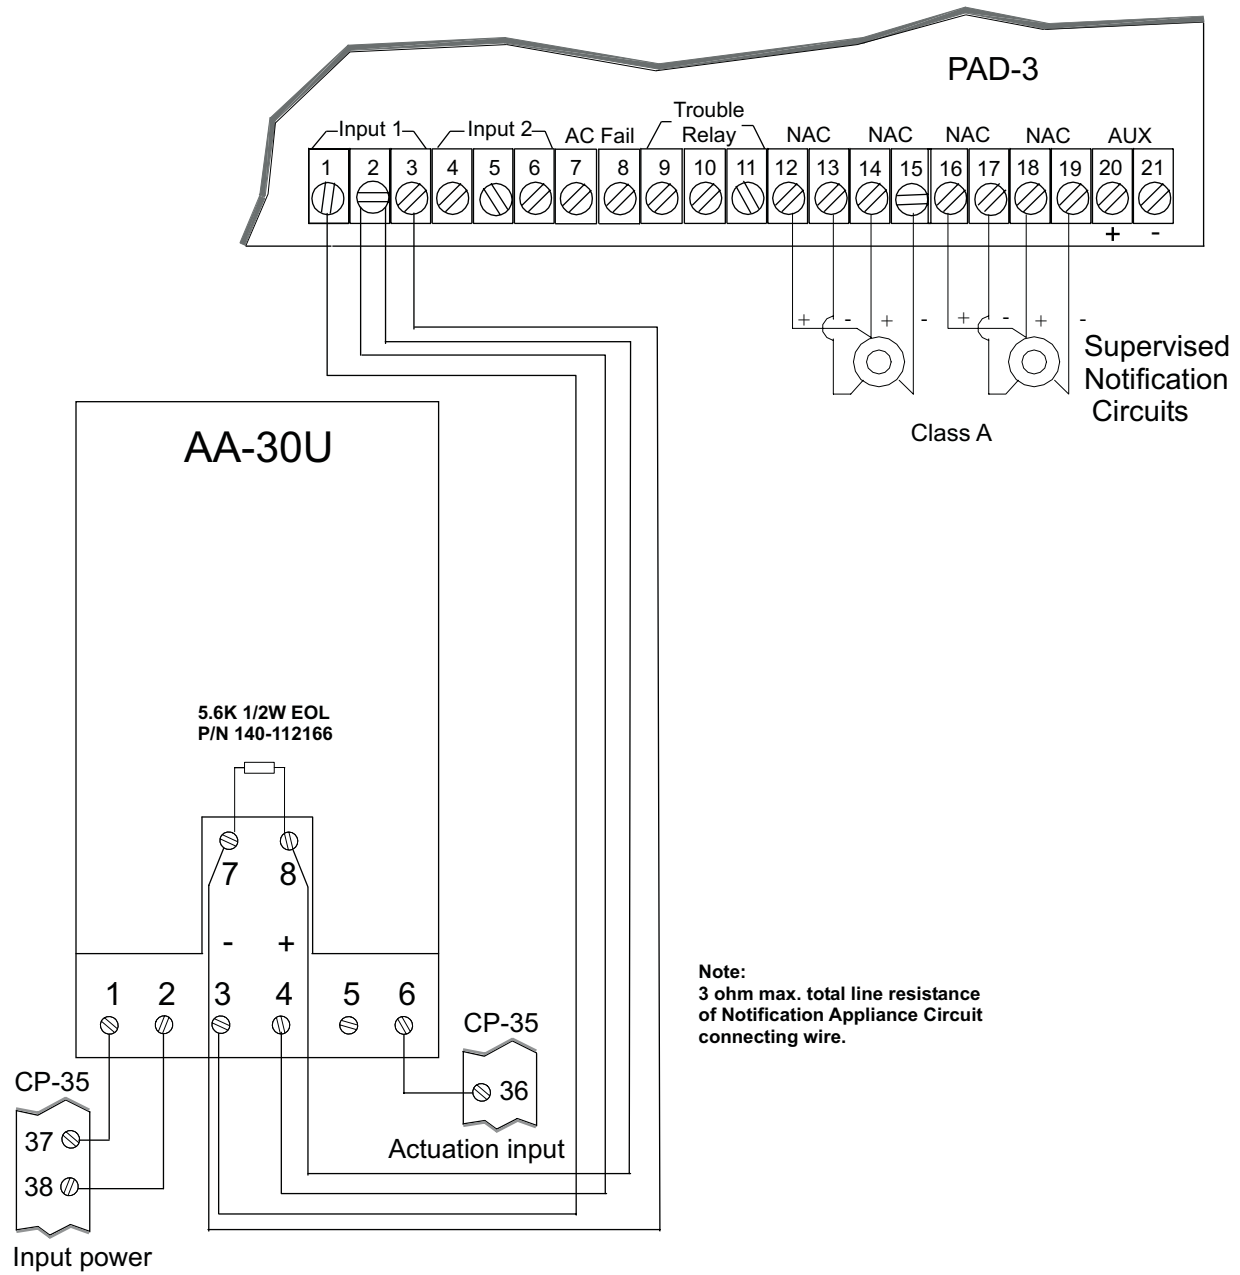 PAD-3
Trouble
Input 1 Input 2 AC Fail Relay NAC NAC NAC NAC AUX
1 2 3 4 5 6 7 8 9 10 11 12 13 14 15 16 17 18 19 20 21
+ -
+ - + - + - + -
Supervised
Notification
Circuits
Class A
AA-30U
5.6K 1/2W EOL
P/N 140-112166
7 8
- +
1 2 3 4 5 6
Note:
3 ohm max. total line resistance
of Notification Appliance Circuit
connecting wire.
CP-35
36
Actuation input
CP-35
37
38
Input power